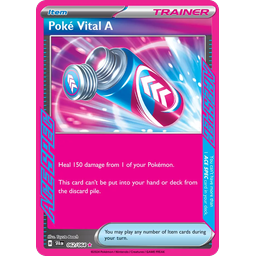 Item
TRAINER
Poké Vital A
ACE SPEC
Heal 150 damage from 1 of your Pokémon.
This card can't be put into your hand or deck from
the discard pile.
You may play any number of Item cards during
your turn.
062/064